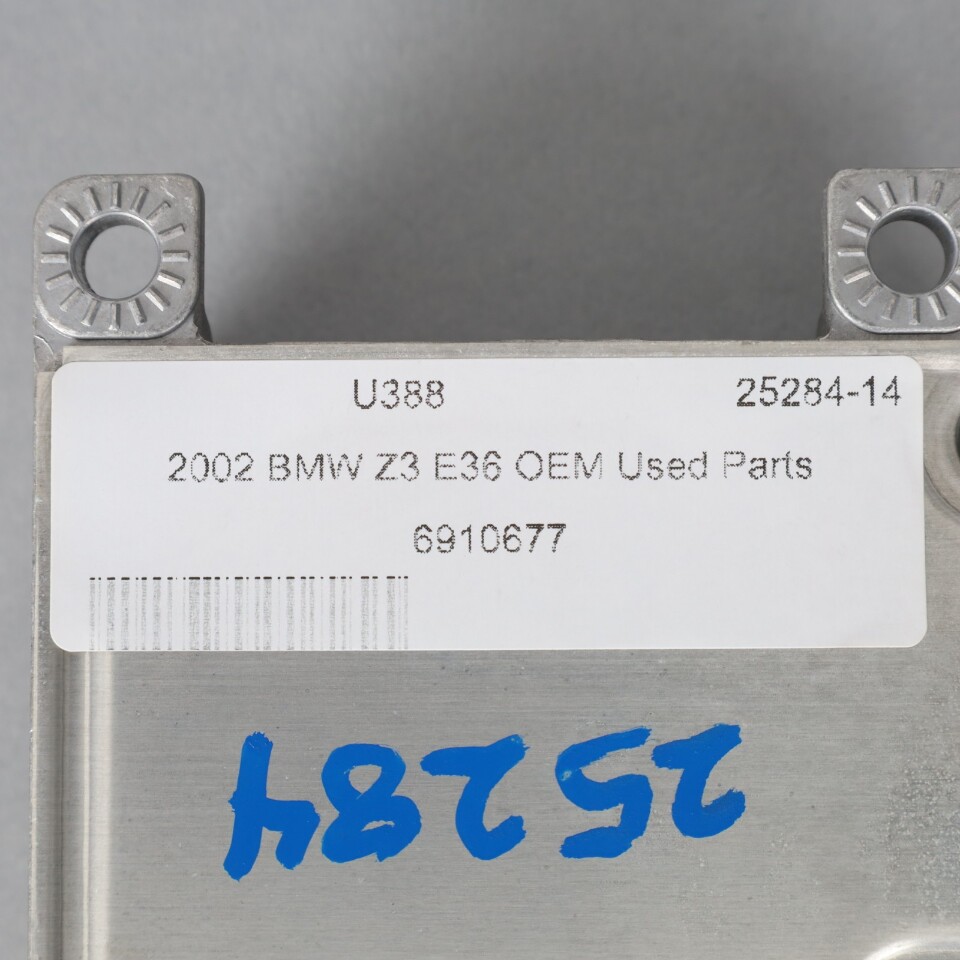 U388 25284-14
2002 BMW Z3 E36 OEM Used Parts
6910677
25284